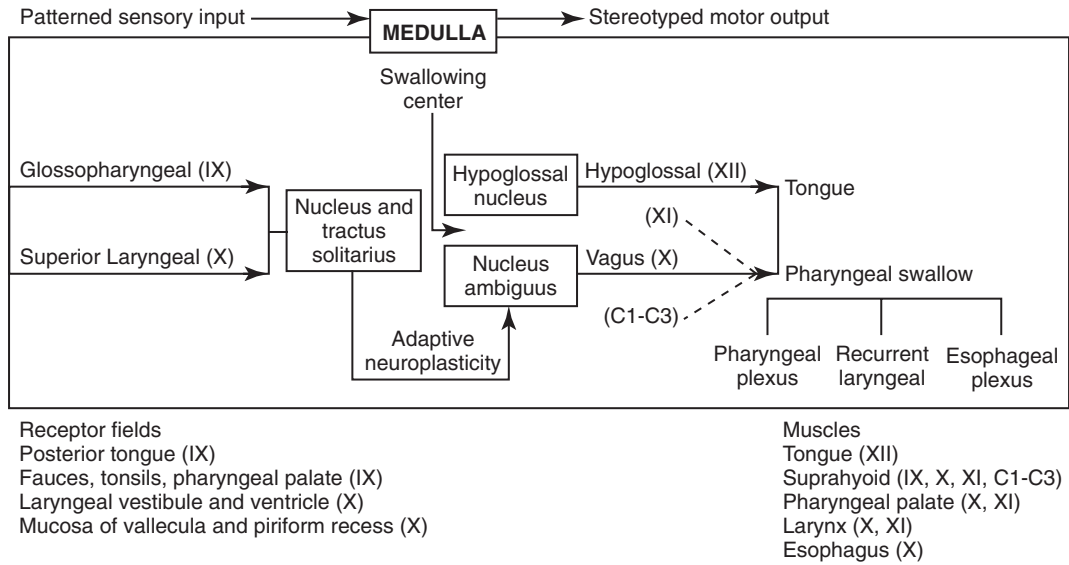 Patterned sensory input
MEDULLA
Stereotyped motor output
Swallowing
center
Glossopharyngeal (IX)
Superior Laryngeal (X)
Nucleus and
tractus
solitarius
Hypoglossal
nucleus
Hypoglossal (XII)
Tongue
(XI)
Nucleus
ambiguus
Vagus (X)
Pharyngeal swallow
(C1-C3)
Adaptive
neuroplasticity
Pharyngeal
plexus
Recurrent
laryngeal
Esophageal
plexus
Receptor fields
Posterior tongue (IX)
Fauces, tonsils, pharyngeal palate (IX)
Laryngeal vestibule and ventricle (X)
Mucosa of vallecula and piriform recess (X)
Muscles
Tongue (XII)
Suprahyoid (IX, X, XI, C1-C3)
Pharyngeal palate (X, XI)
Larynx (X, XI)
Esophagus (X)